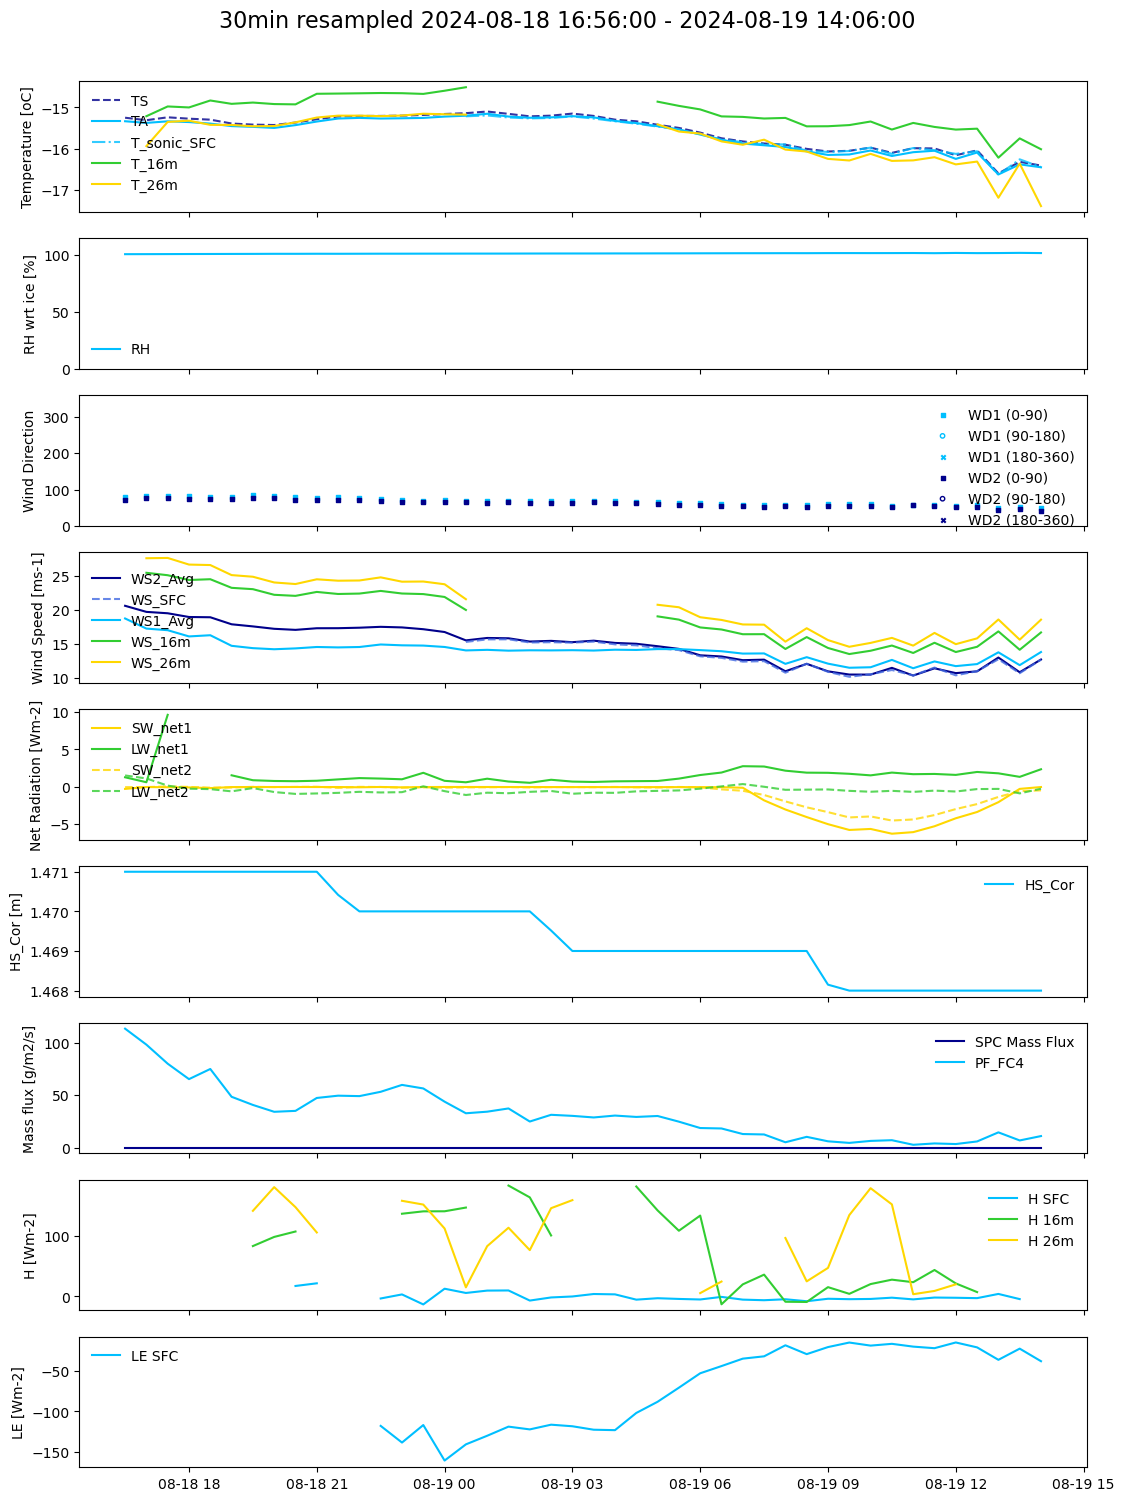 30min resampled 2024-08-18 16:56:00 - 2024-08-19 14:06:00
Temperature [oC]
−15
−16
−17
TS
TA
T_sonic_SFC
T_16m
T_26m
RH wrt ice [%]
100
50
0
RH
Wind Direction
300
200
100
0
WD1 (0-90)
WD1 (90-180)
WD1 (180-360)
WD2 (0-90)
WD2 (90-180)
WD2 (180-360)
Wind Speed [ms-1]
25
20
15
10
WS2_Avg
WS_SFC
WS1_Avg
WS_16m
WS_26m
Net Radiation [Wm-2]
10
5
0
−5
SW_net1
LW_net1
SW_net2
LW_net2
HS_Cor [m]
1.471
1.470
1.469
1.468
HS_Cor
Mass flux [g/m2/s]
100
50
0
SPC Mass Flux
PF_FC4
H [Wm-2]
100
0
H SFC
H 16m
H 26m
LE [Wm-2]
−50
−100
−150
LE SFC
08-18 18
08-18 21
08-19 00
08-19 03
08-19 06
08-19 09
08-19 12
08-19 15